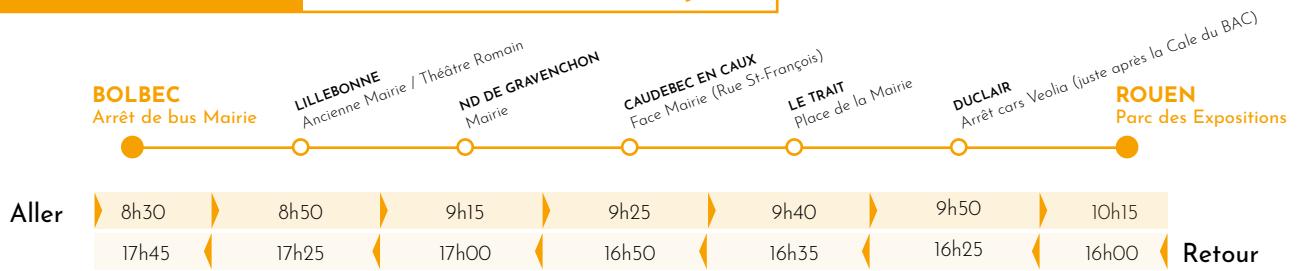 BOLBEC
Arrêt de bus Mairie
LILLEBONNE
Ancienne Mairie / Théâtre Romain
ND DE GRAVENCHON
Mairie
CAUDEBEC EN CAUX
Face Mairie (Rue St-François)
LE TRAIT
Place de la Mairie
DUCLAIR
Arrêt cars Veolia (juste après la Cale du BAC)
ROUEN
Parc des Expositions
Aller 8h30 8h50 9h15 9h25 9h40 9h50 10h15
17h45 17h25 17h00 16h50 16h35 16h25 16h00 Retour